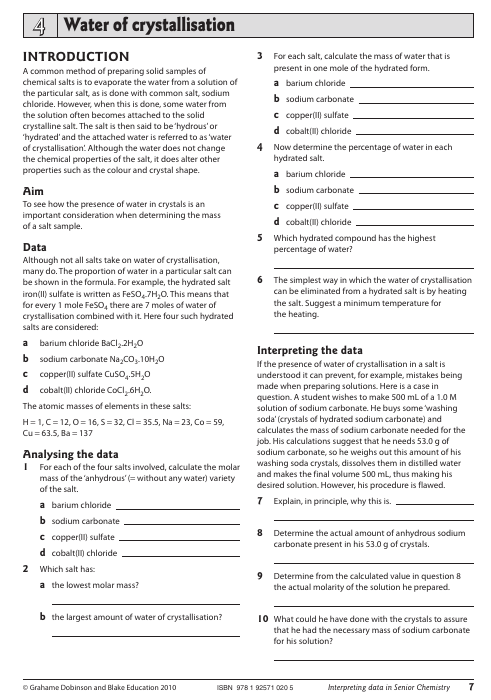 4 Water of crystallisation
INTRODUCTION
A common method of preparing solid samples of
chemical salts is to evaporate the water from a solution of
the particular salt, as is done with common salt, sodium
chloride. However, when this is done, some water from
the solution often becomes attached to the solid
crystalline salt. The salt is then said to be 'hydrous' or
'hydrated' and the attached water is referred to as 'water
of crystallisation'. Although the water does not change
the chemical properties of the salt, it does alter other
properties such as the colour and crystal shape.
Aim
To see how the presence of water in crystals is an
important consideration when determining the mass
of a salt sample.
Data
Although not all salts take on water of crystallisation,
many do. The proportion of water in a particular salt can
be shown in the formula. For example, the hydrated salt
iron(II) sulfate is written as FeSO₄.7H₂O. This means that
for every 1 mole FeSO₄ there are 7 moles of water of
crystallisation combined with it. Here four such hydrated
salts are considered:
a barium chloride BaCl₂.2H₂O
b sodium carbonate Na₂CO₃.10H₂O
c copper(II) sulfate CuSO₄.5H₂O
d cobalt(II) chloride CoCl₂.6H₂O.
The atomic masses of elements in these salts:
H = 1, C = 12, O = 16, S = 32, Cl = 35.5, Na = 23, Co = 59,
Cu = 63.5, Ba = 137
Analysing the data
1 For each of the four salts involved, calculate the molar
mass of the 'anhydrous' (= without any water) variety
of the salt.
a barium chloride
b sodium carbonate
c copper(II) sulfate
d cobalt(II) chloride
2 Which salt has:
a the lowest molar mass?
b the largest amount of water of crystallisation?
3 For each salt, calculate the mass of water that is
present in one mole of the hydrated form.
a barium chloride
b sodium carbonate
c copper(II) sulfate
d cobalt(II) chloride
4 Now determine the percentage of water in each
hydrated salt.
a barium chloride
b sodium carbonate
c copper(II) sulfate
d cobalt(II) chloride
5 Which hydrated compound has the highest
percentage of water?
6 The simplest way in which the water of crystallisation
can be eliminated from a hydrated salt is by heating
the salt. Suggest a minimum temperature for
the heating.
Interpreting the data
If the presence of water of crystallisation in a salt is
understood it can prevent, for example, mistakes being
made when preparing solutions. Here is a case in
question. A student wishes to make 500 mL of a 1.0 M
solution of sodium carbonate. He buys some 'washing
soda' (crystals of hydrated sodium carbonate) and
calculates the mass of sodium carbonate needed for the
job. His calculations suggest that he needs 53.0 g of
sodium carbonate, so he weighs out this amount of his
washing soda crystals, dissolves them in distilled water
and makes the final volume 500 mL, thus making his
desired solution. However, his procedure is flawed.
7 Explain, in principle, why this is.
8 Determine the actual amount of anhydrous sodium
carbonate present in his 53.0 g of crystals.
9 Determine from the calculated value in question 8
the actual molarity of the solution he prepared.
10 What could he have done with the crystals to assure
that he had the necessary mass of sodium carbonate
for his solution?
© Grahame Dobinson and Blake Education 2010 ISBN 978 1 92571 020 5 Interpreting data in Senior Chemistry 7